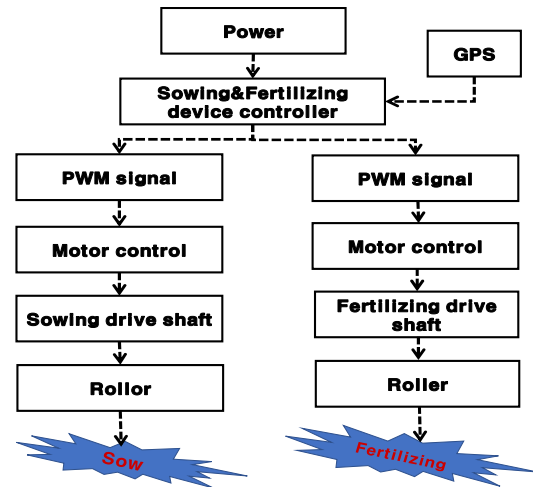 Power
GPS
Sowing&Fertilizing
device controller
PWM signal
PWM signal
Motor control
Motor control
Sowing drive shaft
Fertilizing drive
shaft
Rollor
Roller
Sow
Fertilizing